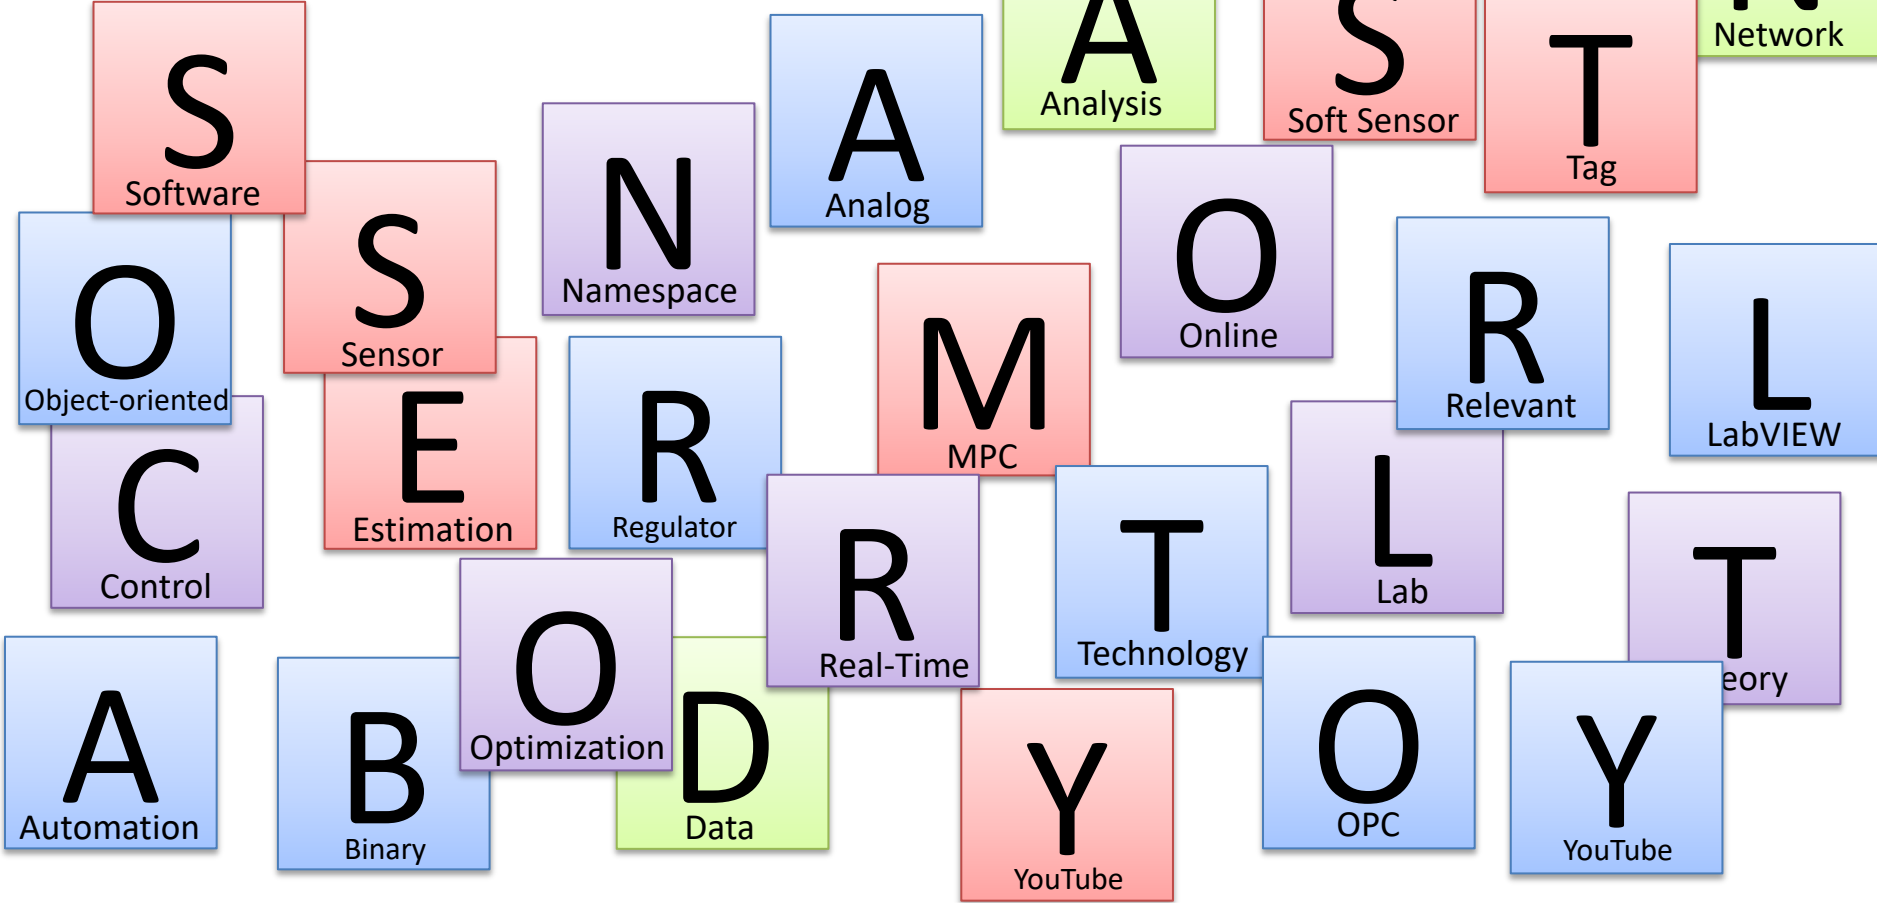 S
Software
A
Analog
A
Analysis
S
Soft Sensor
T
Tag
Network
S
Sensor
N
Namespace
O
Online
R
Relevant
L
LabVIEW
O
Object-oriented
E
Estimation
R
Regulator
M
MPC
C
Control
R
Real-Time
T
Technology
L
Lab
T
eory
A
Automation
B
Binary
O
Optimization
D
Data
Y
YouTube
O
OPC
Y
YouTube